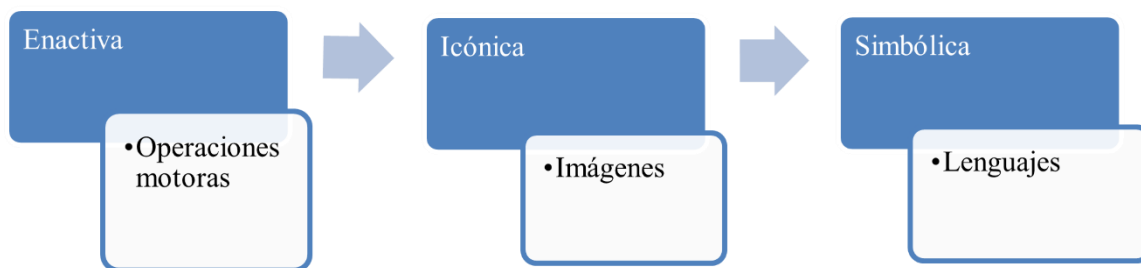 Enactiva
•Operaciones
motoras
Icónica
•Imágenes
Simbólica
•Lenguajes